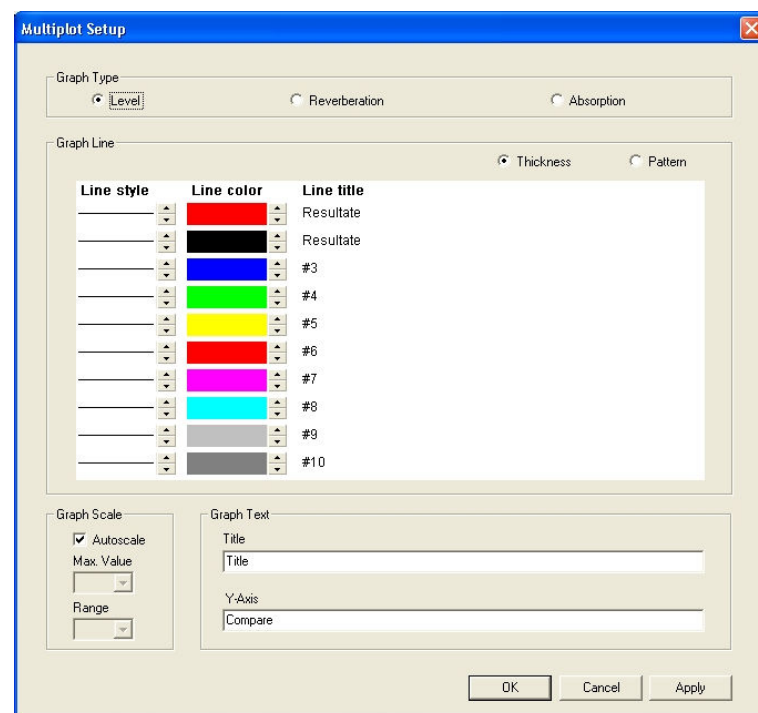 Multiplot Setup
Graph Type
Level
Reverberation
Absorption
Graph Line
Thickness
Pattern
Line style Line color Line title
Resultate
Resultate
#3
#4
#5
#6
#7
#8
#9
#10
Graph Scale
Autoscale
Max. Value
Range
Graph Text
Title
Title
Y-Axis
Compare
OK Cancel Apply